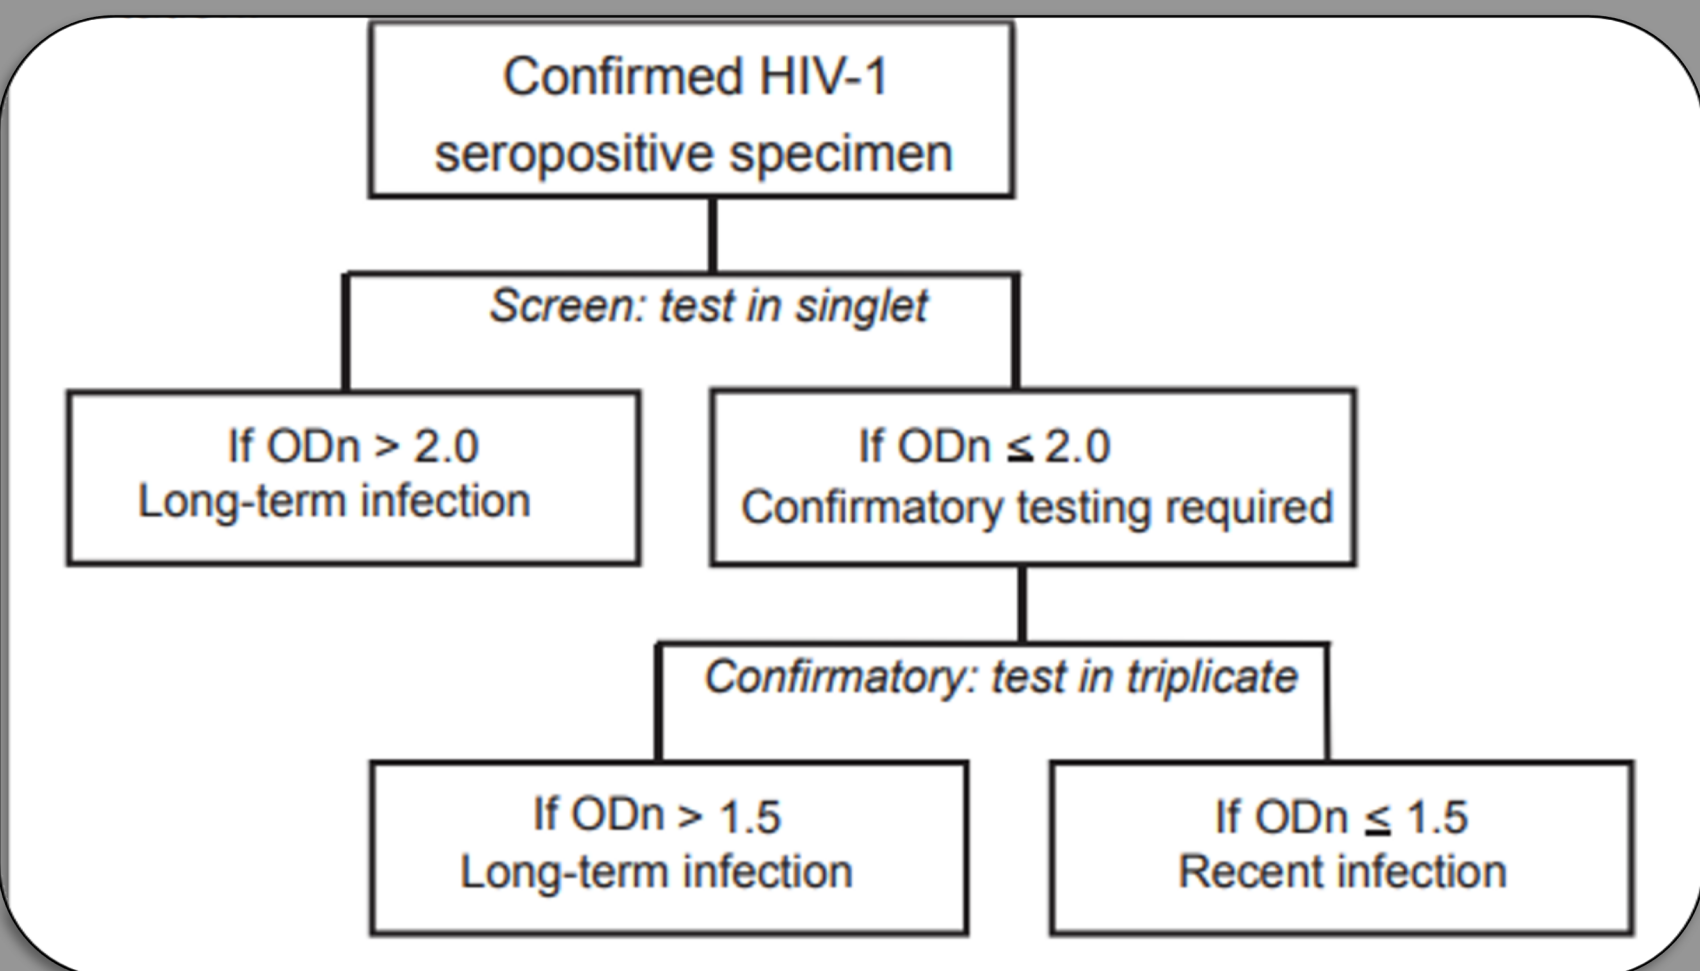 Confirmed HIV-1
seropositive specimen
Screen: test in singlet
If ODn > 2.0
Long-term infection
If ODn ≤ 2.0
Confirmatory testing required
Confirmatory: test in triplicate
If ODn > 1.5
Long-term infection
If ODn ≤ 1.5
Recent infection